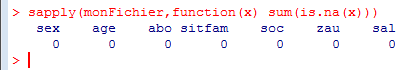 > sapply(monFichier,function(x) sum(is.na(x)))
sex age abo sitfam soc zau sal
0 0 0 0 0 0 0
>